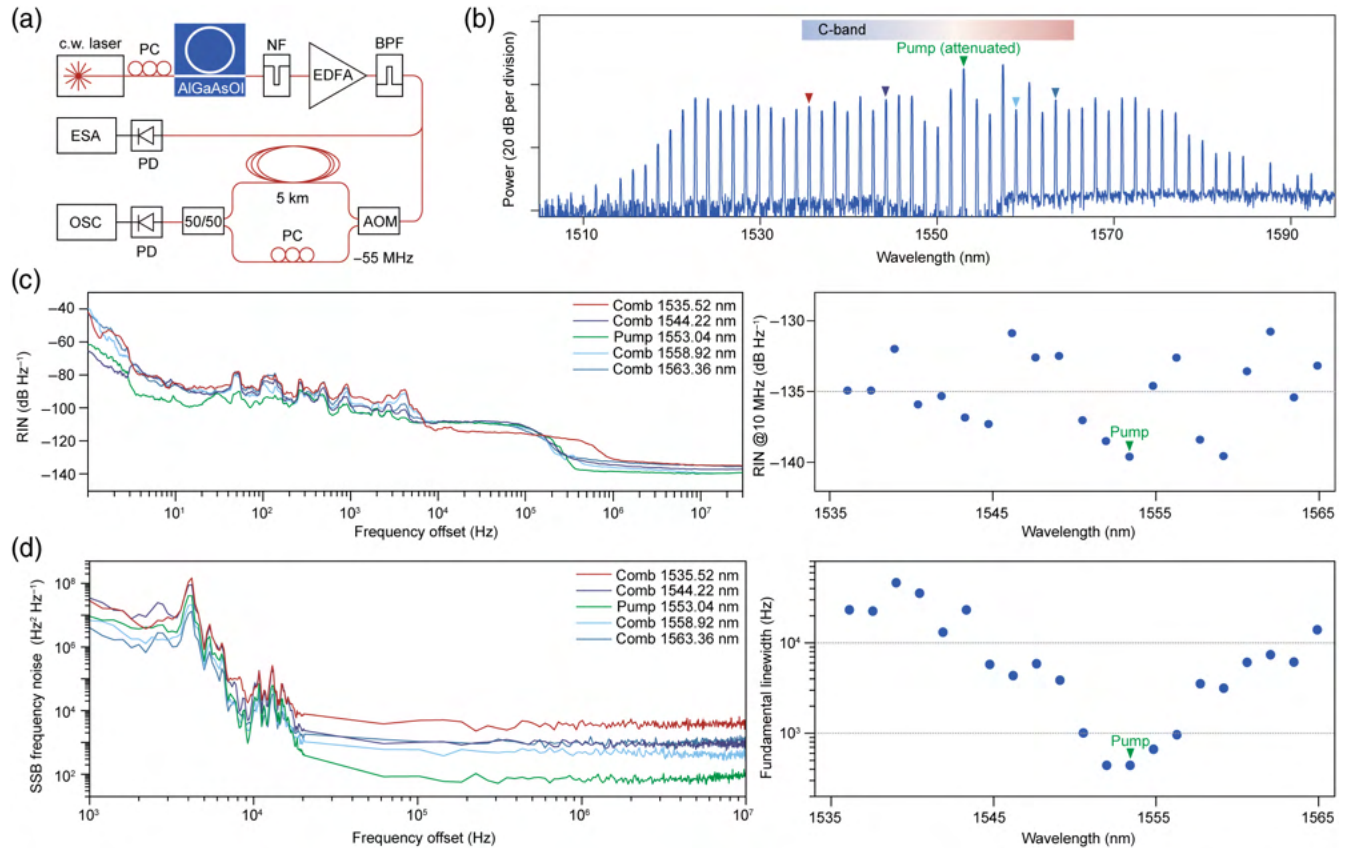 (a)
c.w. laser
PC
AlGaAsOI
NF
EDFA
BPF
ESA
PD
5 km
OSC
PD
50/50
PC
AOM
–55 MHz
(b)
C-band
Pump (attenuated)
Power (20 dB per division)
1510
1530
1550
1570
1590
Wavelength (nm)
(c)
–40
–60
–80
–100
–120
–140
RIN (dB Hz⁻¹)
Comb 1535.52 nm
Comb 1544.22 nm
Pump 1553.04 nm
Comb 1558.92 nm
Comb 1563.36 nm
10¹
10²
10³
10⁴
10⁵
10⁶
10⁷
Frequency offset (Hz)
–130
–135
–140
RIN @10 MHz (dB Hz⁻¹)
Pump
1535
1545
1555
1565
Wavelength (nm)
(d)
10⁸
10⁶
10⁴
10²
SSB frequency noise (Hz² Hz⁻¹)
Comb 1535.52 nm
Comb 1544.22 nm
Pump 1553.04 nm
Comb 1558.92 nm
Comb 1563.36 nm
10³
10⁴
10⁵
10⁶
10⁷
Frequency offset (Hz)
10⁴
10³
Fundamental linewidth (Hz)
Pump
1535
1545
1555
1565
Wavelength (nm)